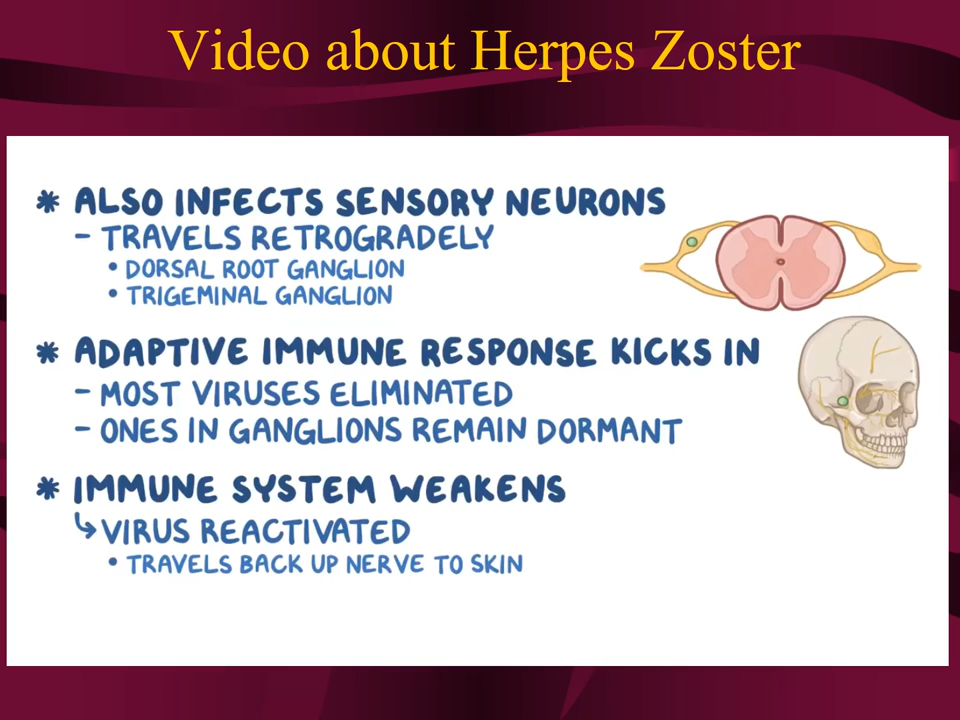 Video about Herpes Zoster
* ALSO INFECTS SENSORY NEURONS
- TRAVELS RETROGRADELY
• DORSAL ROOT GANGLION
• TRIGEMINAL GANGLION
* ADAPTIVE IMMUNE RESPONSE KICKS IN
- MOST VIRUSES ELIMINATED
- ONES IN GANGLIONS REMAIN DORMANT
* IMMUNE SYSTEM WEAKENS
↳ VIRUS REACTIVATED
• TRAVELS BACK UP NERVE TO SKIN